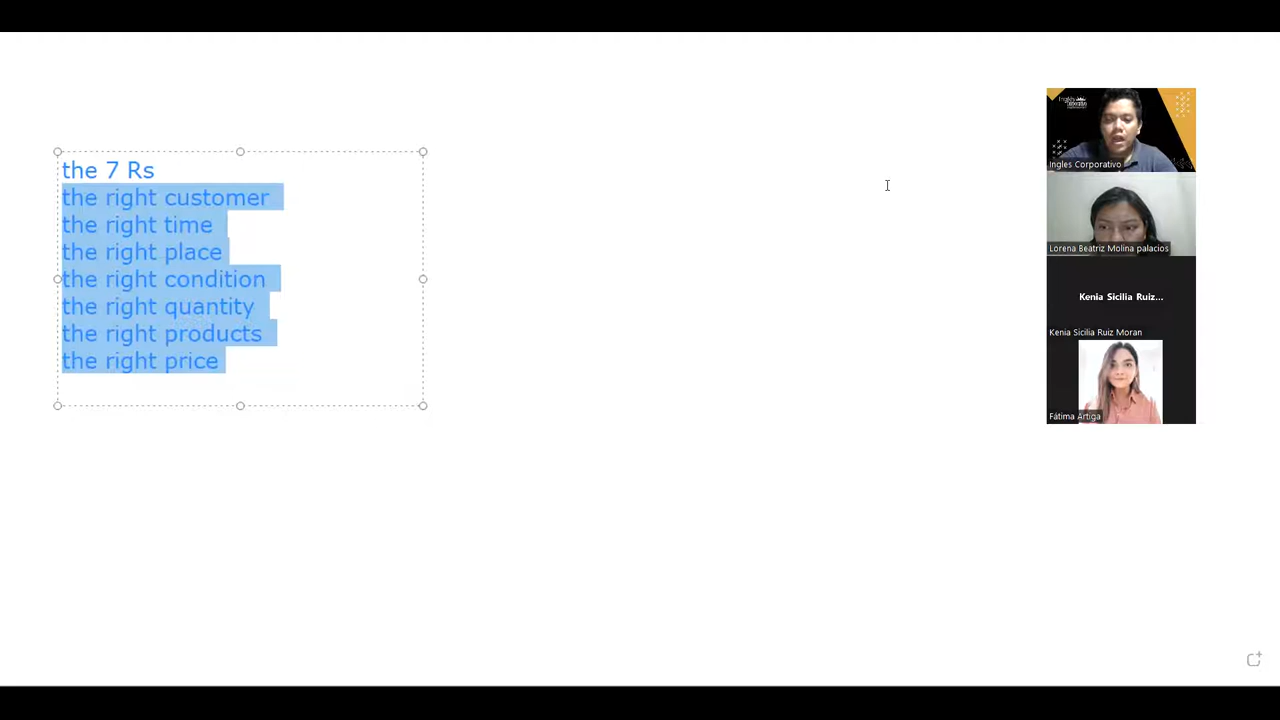 the 7 Rs
the right customer
the right time
the right place
the right condition
the right quantity
the right products
the right price
Ingles Corporativo
Lorena Beatriz Molina palacios
Kenia Sicilia Ruiz...
Kenia Sicilia Ruiz Moran
Fátima Artiga